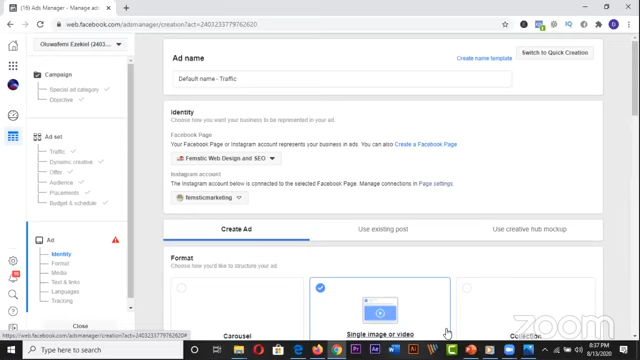 (16) Ads Manager - Manage ads
web.facebook.com/adsmanager/creation?act=2403233779762620
Oluwafemi Ezekiel (2403...
Ad name
Create name template
Switch to Quick Creation
Default name - Traffic
Campaign
Special ad category
Objective
Identity
Choose how you want your business to be represented in your ad.
Facebook Page
Your Facebook Page or Instagram account represents your business in ads. You can also Create a Facebook Page
Femstic Web Design and SEO
Instagram account
The Instagram account below is connected to the selected Facebook Page. Manage connections in Page settings.
femsticmarketing
Ad set
Traffic
Dynamic creative
Offer
Audience
Placements
Budget & schedule
Create Ad
Use existing post
Use creative hub mockup
Ad
Identity
Format
Media
Text & links
Languages
Tracking
Format
Choose how you'd like to structure your ad.
Carousel
Single image or video
Collection
Close
https://web.facebook.com/adsmanager/creation?act=2403233779762620#
zoom
Type here to search
8:37 PM
8/13/2020